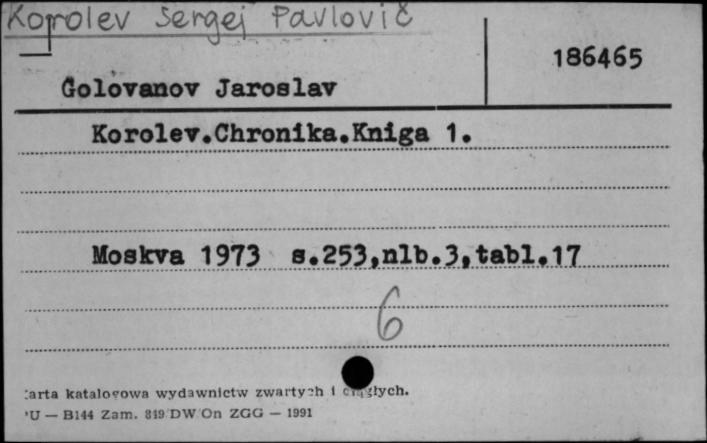 Korolev Sergej Pavlovič
186465
Golovanov Jaroslav
Korolev.Chronika.Kniga 1.
Moskva 1973 s.253,nlb.3,tabl.17
6
arta katalogowa wydawnictw zwartych i ciągłych.
U — B144 Zam. 849 DW On ZGG — 1991